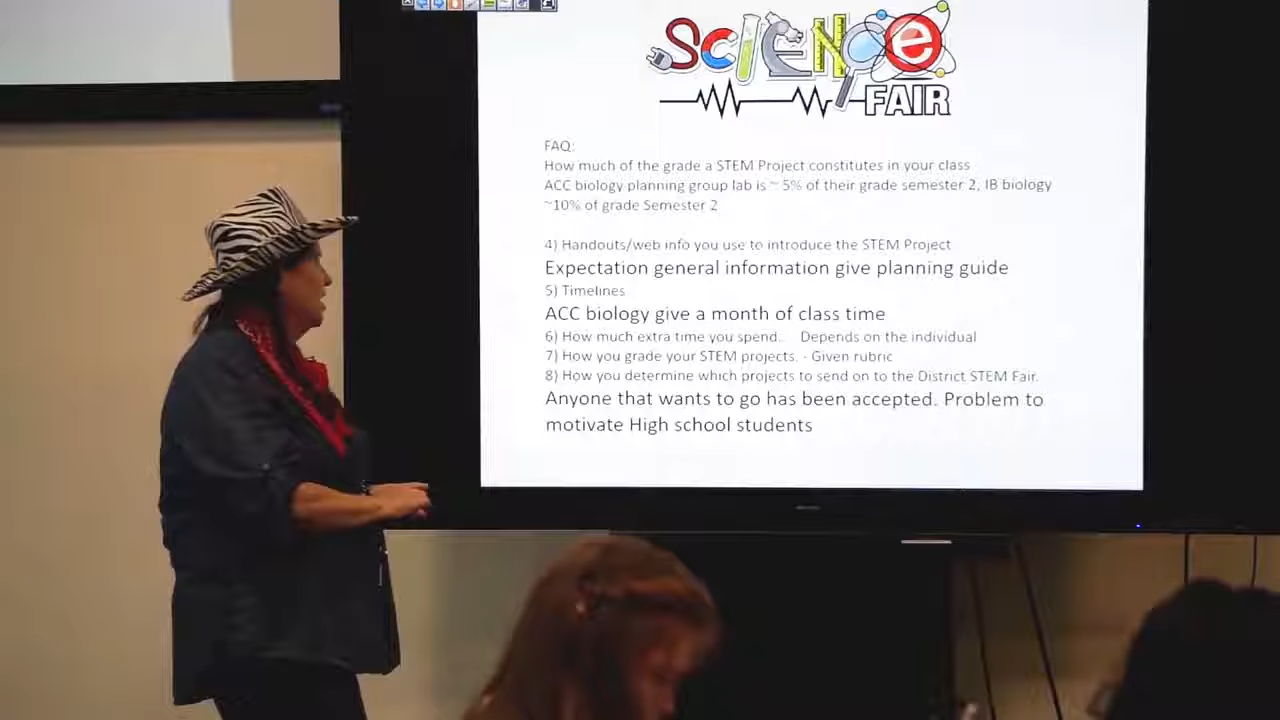 SCIENCe
FAIR
FAQ:
How much of the grade a STEM Project constitutes in your class
ACC biology planning group lab is ~ 5% of their grade semester 2, IB biology
~10% of grade Semester 2
4) Handouts/web info you use to introduce the STEM Project
Expectation general information give planning guide
5) Timelines
ACC biology give a month of class time
6) How much extra time you spend. Depends on the individual
7) How you grade your STEM projects. - Given rubric
8) How you determine which projects to send on to the District STEM Fair.
Anyone that wants to go has been accepted. Problem to
motivate High school students